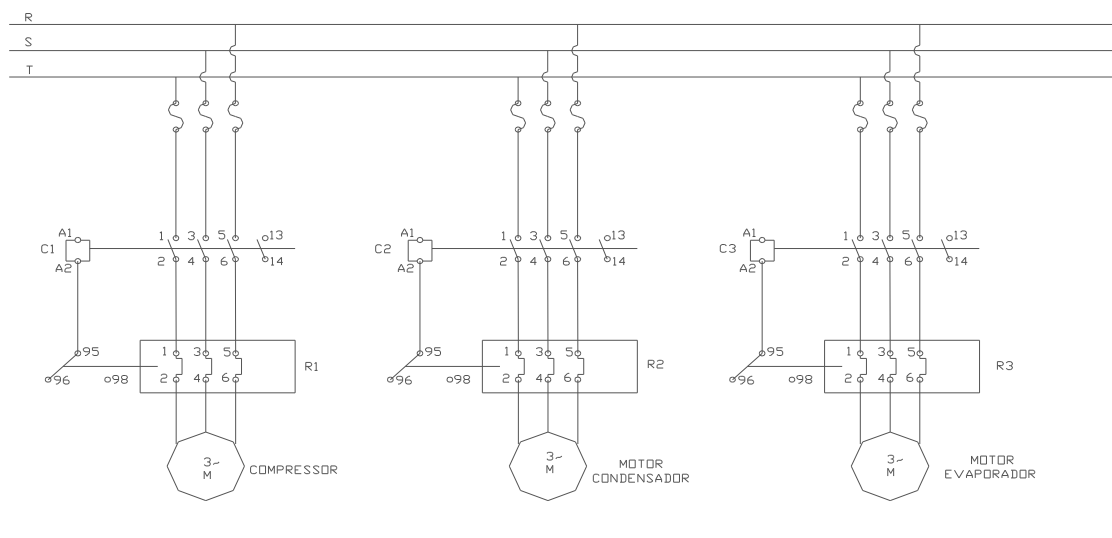 R
S
T
A1 1 3 5 13
C1
A2 2 4 6 14
95 1 3 5
R1
96 98 2 4 6
3~
M
COMPRESSOR
A1 1 3 5 13
C2
A2 2 4 6 14
95 1 3 5
R2
96 98 2 4 6
3~
M
MOTOR
CONDENSADOR
A1 1 3 5 13
C3
A2 2 4 6 14
95 1 3 5
R3
96 98 2 4 6
3~
M
MOTOR
EVAPORADOR